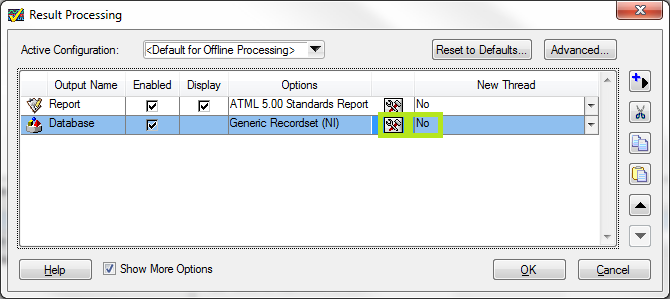 Result Processing
Active Configuration: <Default for Offline Processing> Reset to Defaults... Advanced...
Output Name Enabled Display Options New Thread
Report ATML 5.00 Standards Report No
Database Generic Recordset (NI) No
Help Show More Options OK Cancel